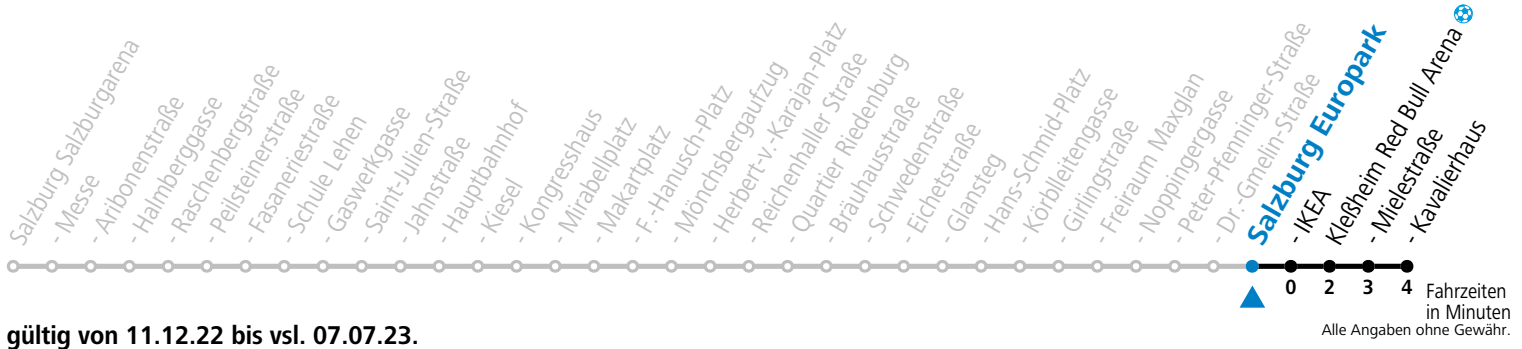 Salzburg Salzburgarena
- Messe
- Aribonenstraße
- Halmberggasse
- Raschenbergstraße
- Peilsteinerstraße
- Fasaneriestraße
- Schule Lehen
- Gaswerkgasse
- Saint-Julien-Straße
- Jahnstraße
- Hauptbahnhof
- Kiesel
- Kongresshaus
- Mirabellplatz
- Makartplatz
- F.-Hanusch-Platz
- Mönchsbergaufzug
- Herbert-v.-Karajan-Platz
- Reichenhaller Straße
- Quartier Riedenburg
- Bräuhausstraße
- Schwedenstraße
- Eichetstraße
- Glansteg
- Hans-Schmid-Platz
- Körblleitengasse
- Girlingstraße
- Freiraum Maxglan
- Noppingergasse
- Peter-Pfenninger-Straße
- Dr.-Gmelin-Straße
Salzburg Europark
- IKEA
Kleßheim Red Bull Arena
- Mielestraße
- Kavalierhaus
0 2 3 4 Fahrzeiten
in Minuten
Alle Angaben ohne Gewähr.
gültig von 11.12.22 bis vsl. 07.07.23.